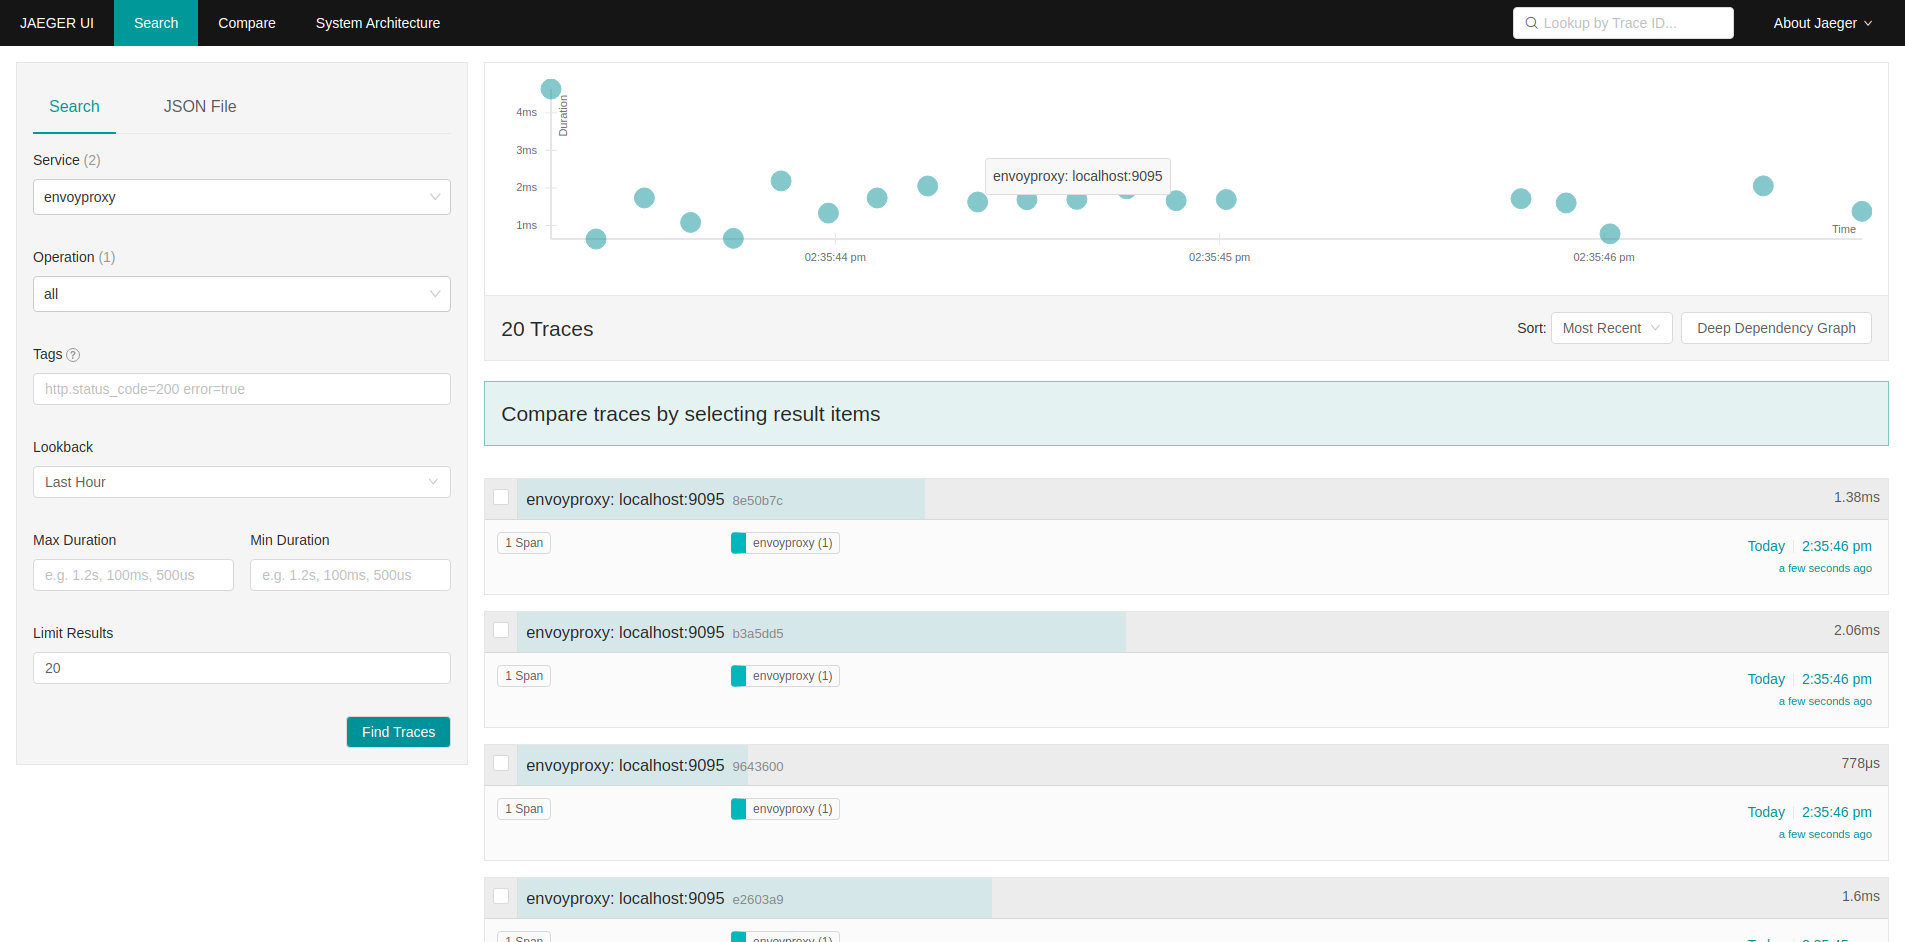 JAEGER UI Search Compare System Architecture Lookup by Trace ID... About Jaeger
Search JSON File
Service (2)
envoyproxy
Operation (1)
all
Tags ?
http.status_code=200 error=true
Lookback
Last Hour
Max Duration Min Duration
e.g. 1.2s, 100ms, 500us e.g. 1.2s, 100ms, 500us
Limit Results
20
Find Traces
Duration
4ms
3ms
2ms
1ms
envoyproxy: localhost:9095
Time
02:35:44 pm 02:35:45 pm 02:35:46 pm
20 Traces Sort: Most Recent Deep Dependency Graph
Compare traces by selecting result items
envoyproxy: localhost:9095 8e50b7c 1.38ms
1 Span envoyproxy (1) Today 2:35:46 pm
a few seconds ago
envoyproxy: localhost:9095 b3a5dd5 2.06ms
1 Span envoyproxy (1) Today 2:35:46 pm
a few seconds ago
envoyproxy: localhost:9095 9643600 778μs
1 Span envoyproxy (1) Today 2:35:46 pm
a few seconds ago
envoyproxy: localhost:9095 e2603a9 1.6ms
1 Span envoyproxy (1)